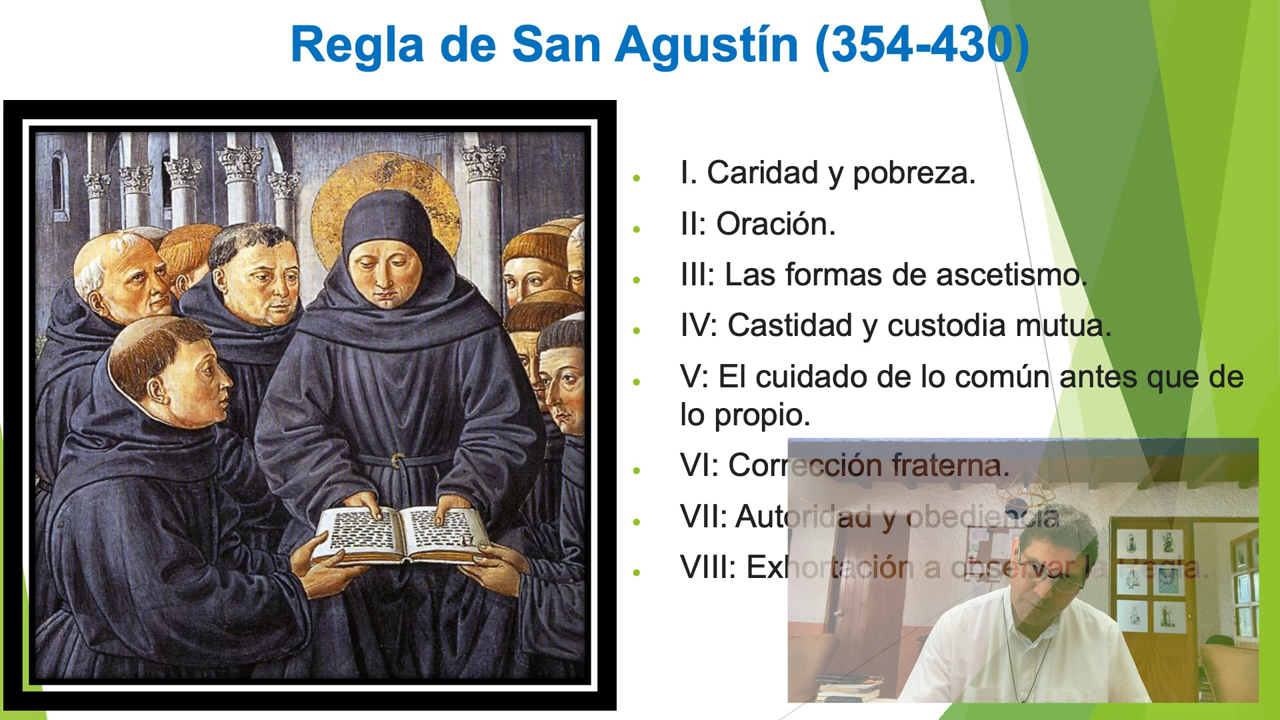 Regla de San Agustín (354-430)
I. Caridad y pobreza.
II: Oración.
III: Las formas de ascetismo.
IV: Castidad y custodia mutua.
V: El cuidado de lo común antes que de
lo propio.
VI: Corrección fraterna.
VII: Autoridad y obediencia
VIII: Exhortación a observar la Regla.